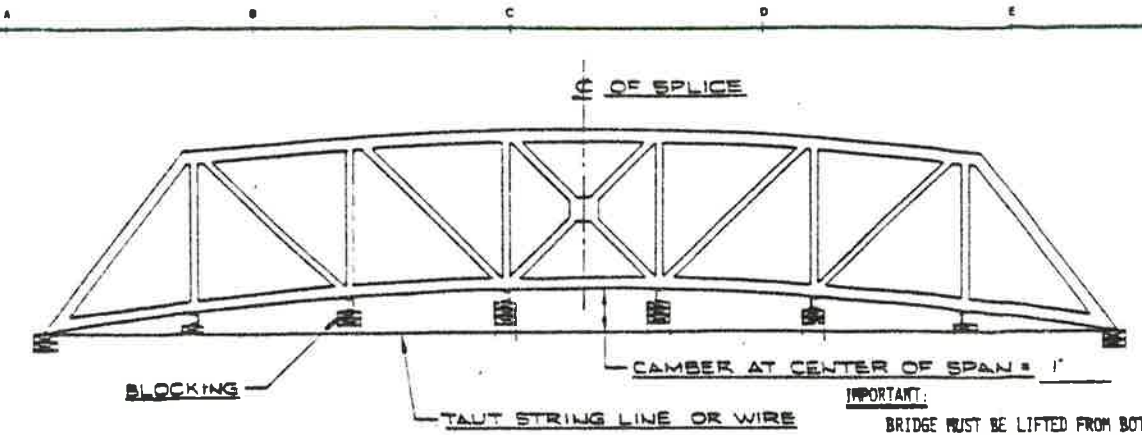 A B C D E
℄ OF SPLICE
CAMBER AT CENTER OF SPAN = 1"
BLOCKING
IMPORTANT:
TAUT STRING LINE OR WIRE
BRIDGE MUST BE LIFTED FROM BOT